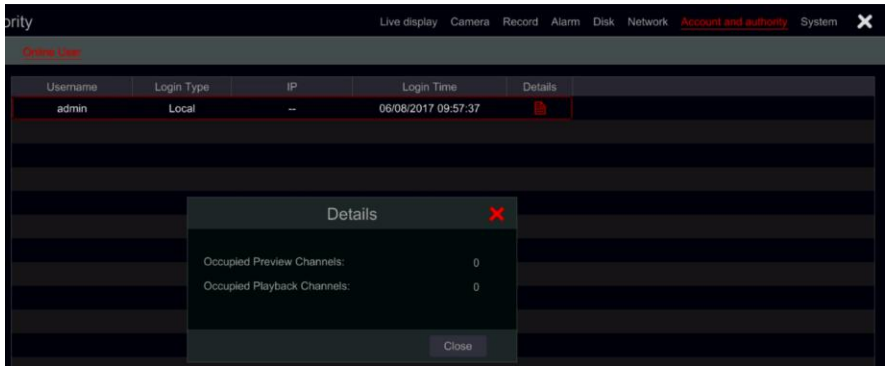 ority Live display Camera Record Alarm Disk Network Account and authority System
Online User
Username Login Type IP Login Time Details
admin Local -- 06/08/2017 09:57:37
Details
Occupied Preview Channels: 0
Occupied Playback Channels: 0
Close